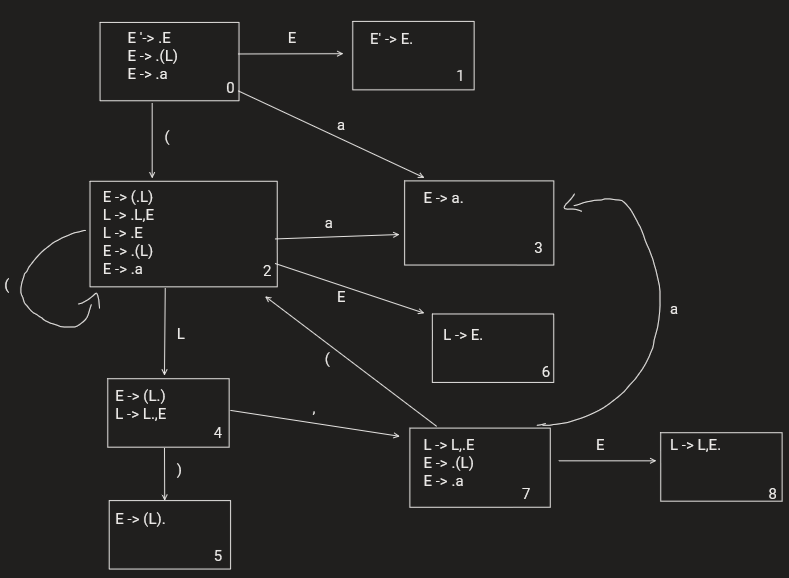 E '-> .E
E -> .(L)
E -> .a
0
E
E' -> E.
1
a
(
E -> (.L)
L -> .L,E
L -> .E
E -> .(L)
E -> .a
2
(
a
E -> a.
3
a
E
L -> E.
6
L
(
E -> (L.)
L -> L.,E
4
,
L -> L,.E
E -> .(L)
E -> .a
7
E
L -> L,E.
8
)
E -> (L).
5